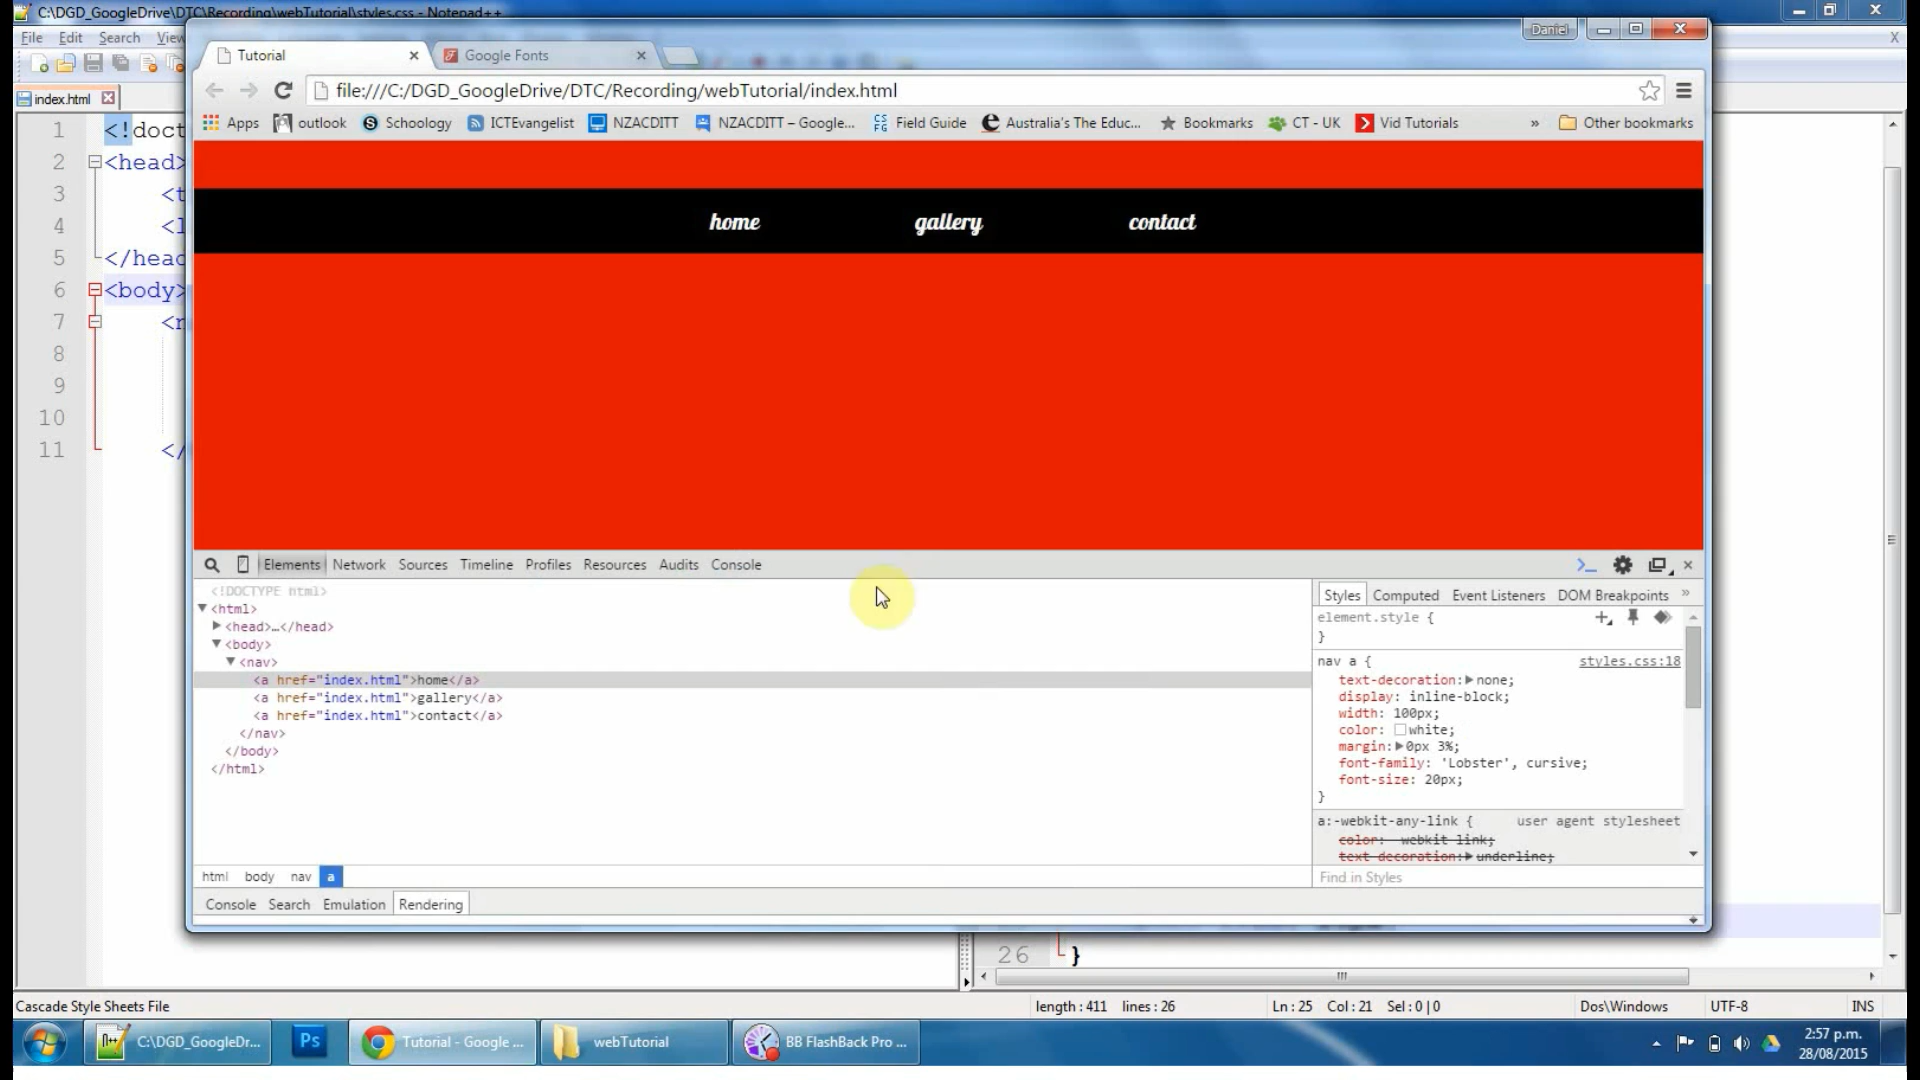 C:\DGD_GoogleDrive\DTC\Recording\webTutorial\styles.css - Notepad++
Daniel
File Edit Search View
Tutorial Google Fonts
file:///C:/DGD_GoogleDrive/DTC/Recording/webTutorial/index.html
index.html
Apps outlook Schoology ICTEvangelist NZACDITT NZACDITT – Google... Field Guide Australia's The Educ... Bookmarks CT - UK Vid Tutorials » Other bookmarks
1 <!doct
2 <head>
3 <t
4 <l
5 </head
6 <body>
7 <n
8
9
10
11 </
home gallery contact
Elements Network Sources Timeline Profiles Resources Audits Console
<!DOCTYPE html>
<html>
<head>…</head>
<body>
<nav>
<a href="index.html">home</a>
<a href="index.html">gallery</a>
<a href="index.html">contact</a>
</nav>
</body>
</html>
Styles Computed Event Listeners DOM Breakpoints »
element.style {
}
nav a { styles.css:18
text-decoration: none;
display: inline-block;
width: 100px;
color: white;
margin: 0px 3%;
font-family: 'Lobster', cursive;
font-size: 20px;
}
a:-webkit-any-link { user agent stylesheet
color: -webkit-link;
text-decoration: underline;
Find in Styles
html body nav a
Console Search Emulation Rendering
26 }
Cascade Style Sheets File length : 411 lines : 26 Ln : 25 Col : 21 Sel : 0 | 0 Dos\Windows UTF-8 INS
C:\DGD_GoogleDr... Ps Tutorial - Google ... webTutorial BB FlashBack Pro ...
2:57 p.m.
28/08/2015